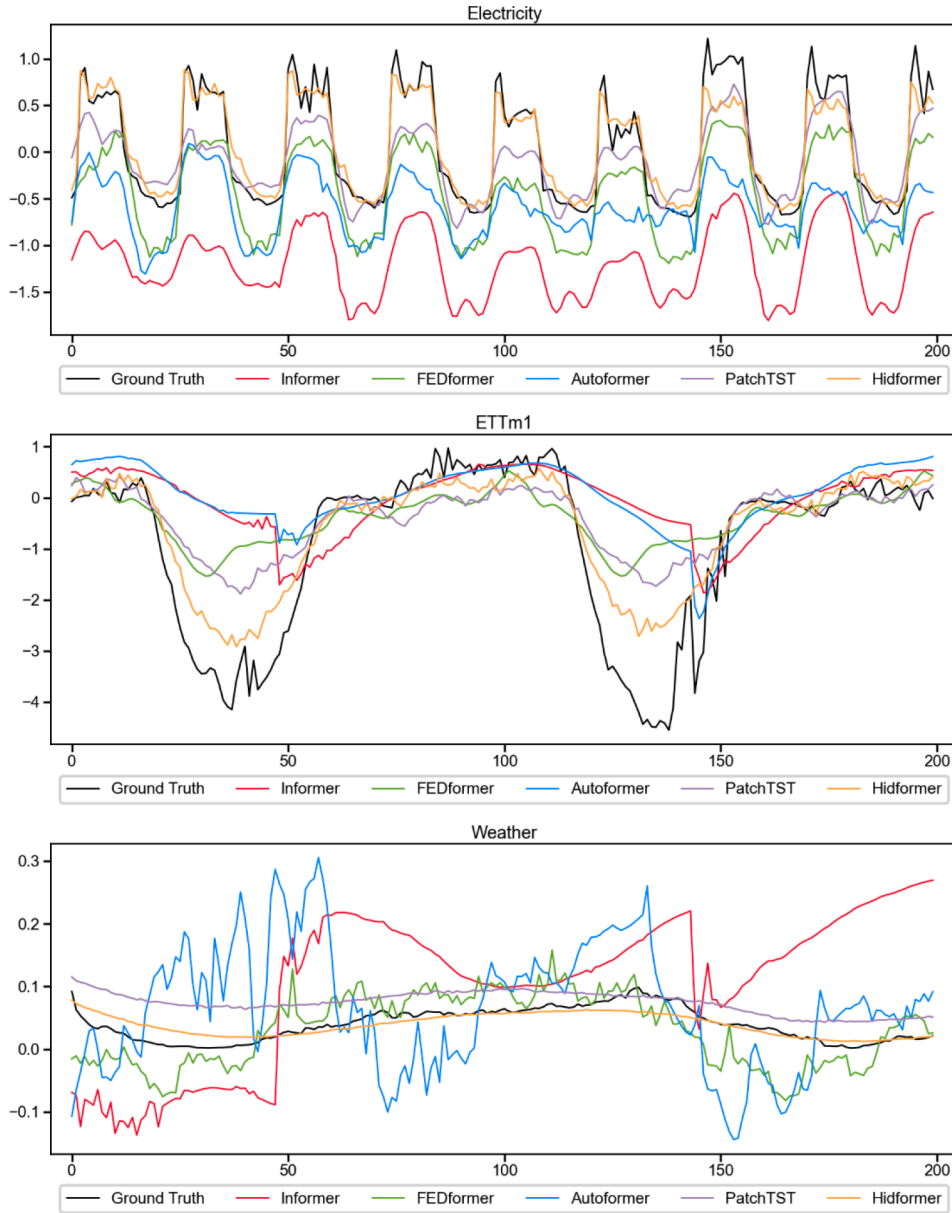 Electricity
1.0
0.5
0.0
−0.5
−1.0
−1.5
0 50 100 150 200
Ground Truth Informer FEDformer Autoformer PatchTST Hidformer
ETTm1
1
0
−1
−2
−3
−4
0 50 100 150 200
Ground Truth Informer FEDformer Autoformer PatchTST Hidformer
Weather
0.3
0.2
0.1
0.0
−0.1
0 50 100 150 200
Ground Truth Informer FEDformer Autoformer PatchTST Hidformer